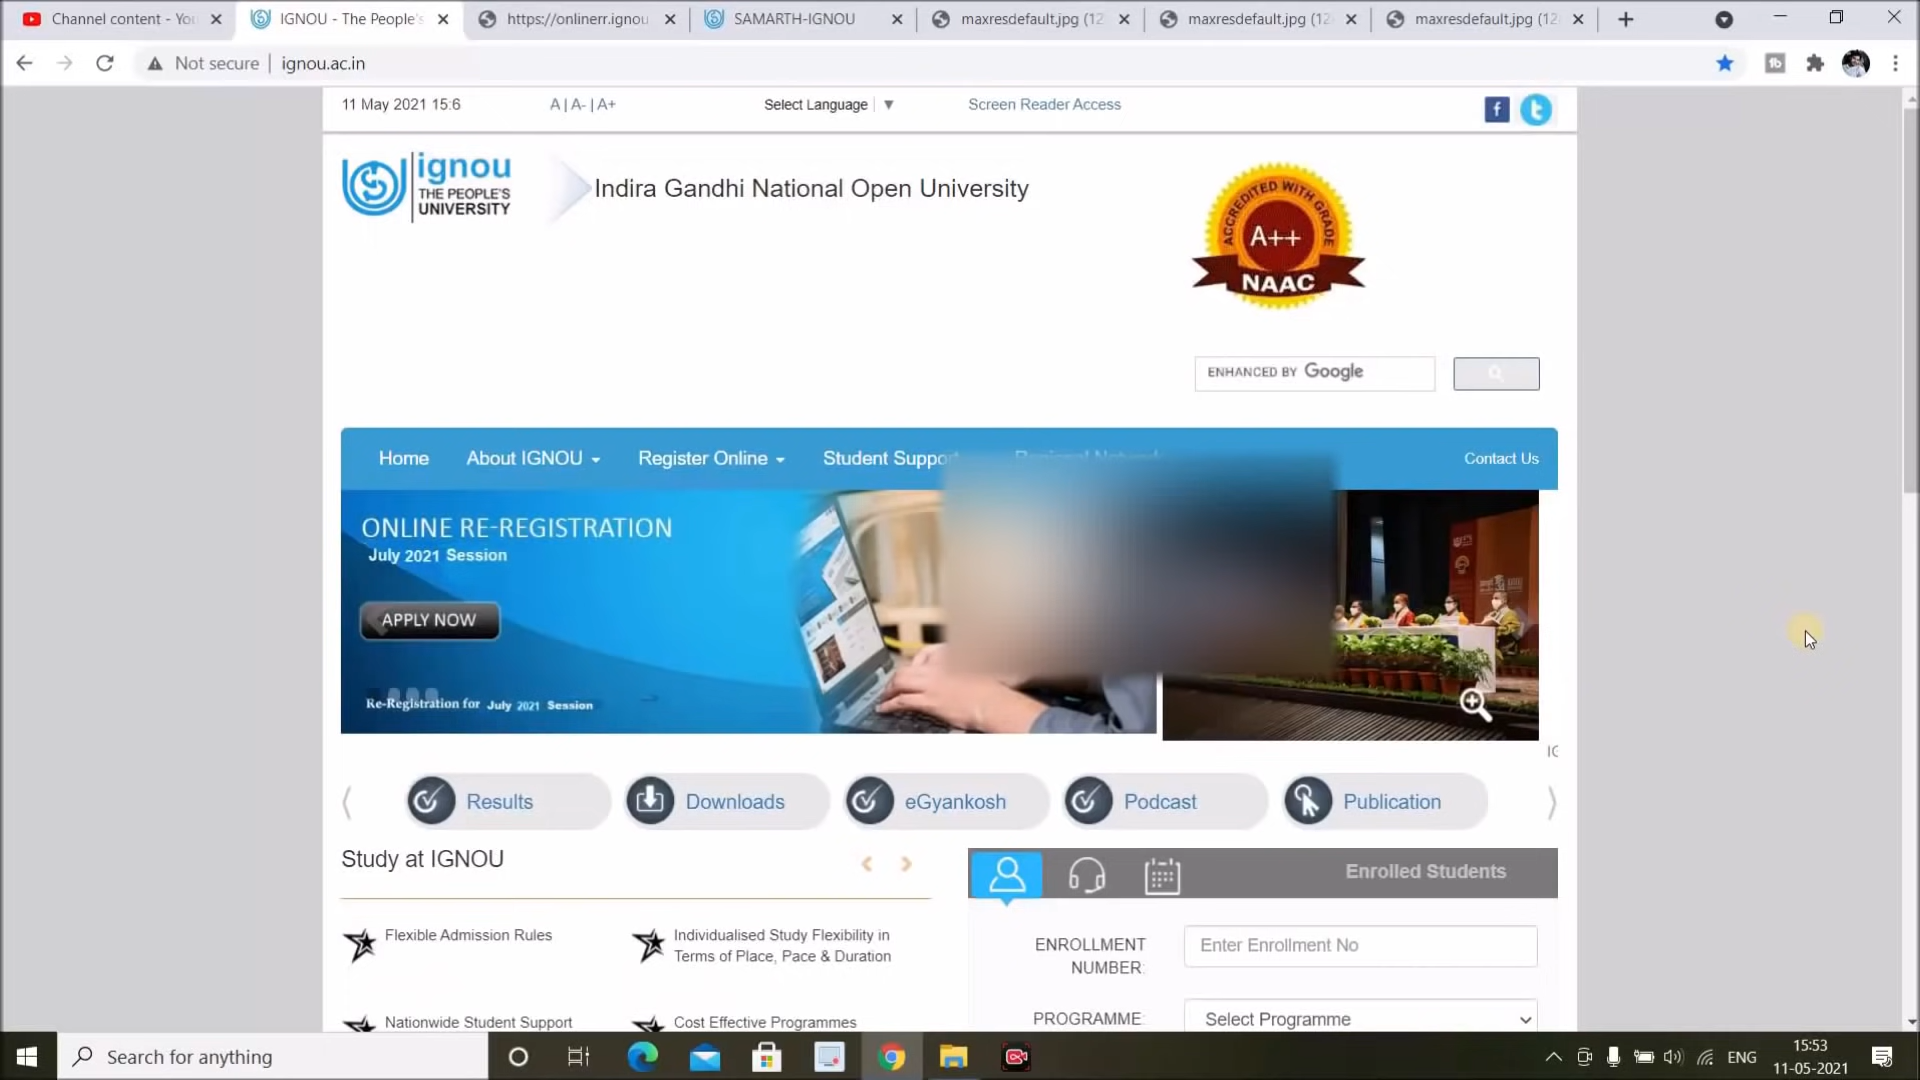 Channel content - You
IGNOU - The People's
https://onlinerr.ignou
SAMARTH-IGNOU
maxresdefault.jpg (12
maxresdefault.jpg (12
maxresdefault.jpg (12
Not secure | ignou.ac.in
11 May 2021 15:6
A | A- | A+
Select Language ▼
Screen Reader Access
ignou
THE PEOPLE'S
UNIVERSITY
Indira Gandhi National Open University
ACCREDITED WITH GRADE
A++
NAAC
ENHANCED BY Google
Home
About IGNOU
Register Online
Student Support
Contact Us
ONLINE RE-REGISTRATION
July 2021 Session
APPLY NOW
Re-Registration for July 2021 Session
IG
Results
Downloads
eGyankosh
Podcast
Publication
Study at IGNOU
Enrolled Students
Flexible Admission Rules
Individualised Study Flexibility in
Terms of Place, Pace & Duration
ENROLLMENT
NUMBER:
Enter Enrollment No
Nationwide Student Support
Cost Effective Programmes
PROGRAMME:
Select Programme
Search for anything
ENG
15:53
11-05-2021